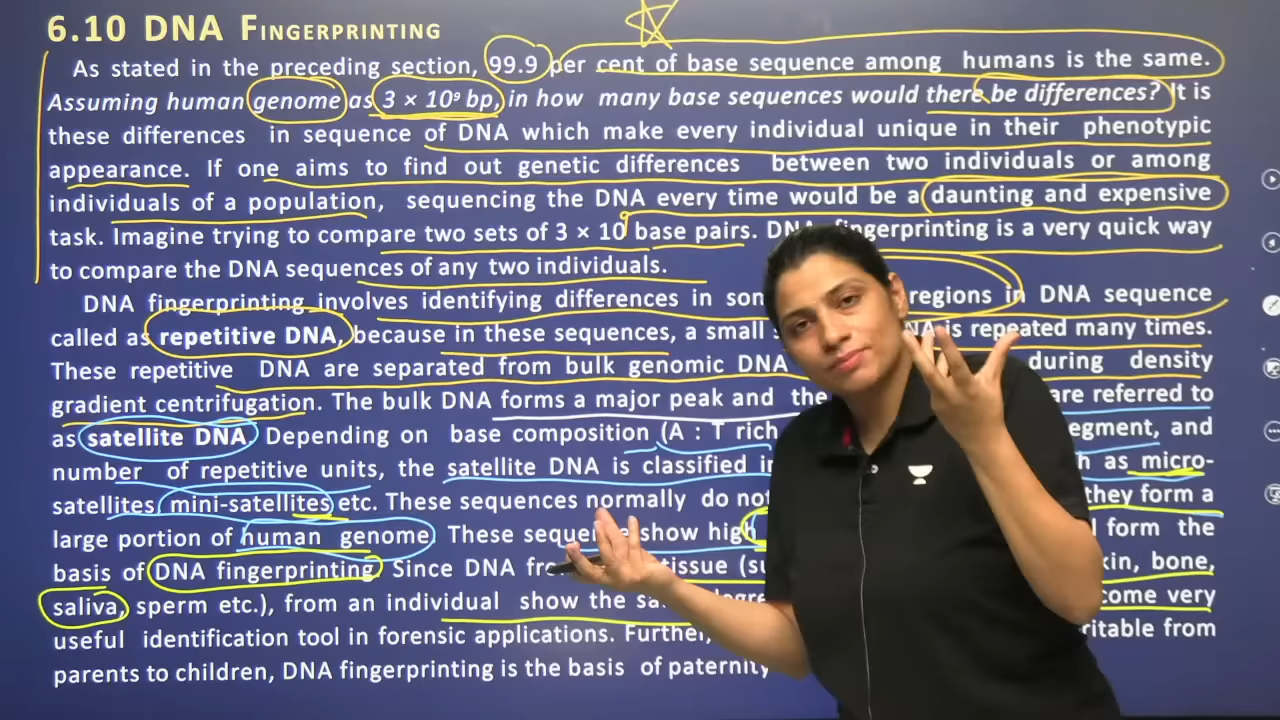 6.10 DNA FINGERPRINTING
As stated in the preceding section, 99.9 per cent of base sequence among humans is the same.
Assuming human genome as 3 × 10⁹ bp, in how many base sequences would there be differences? It is
these differences in sequence of DNA which make every individual unique in their phenotypic
appearance. If one aims to find out genetic differences between two individuals or among
individuals of a population, sequencing the DNA every time would be a daunting and expensive
task. Imagine trying to compare two sets of 3 × 10⁹ base pairs. DNA fingerprinting is a very quick way
to compare the DNA sequences of any two individuals.
DNA fingerprinting involves identifying differences in regions in DNA sequence
called as repetitive DNA, because in these sequences, a small is repeated many times.
These repetitive DNA are separated from bulk genomic DNA during density
gradient centrifugation. The bulk DNA forms a major peak and the are referred to
as satellite DNA. Depending on base composition (A : T rich segment, and
number of repetitive units, the satellite DNA is classified as micro-
satellites, mini-satellites etc. These sequences normally do they form a
large portion of human genome. These sequence show high form the
basis of DNA fingerprinting. Since DNA tissue bone,
saliva, sperm etc.), from an individual show the very
useful identification tool in forensic applications. Further, from
parents to children, DNA fingerprinting is the basis of paternity